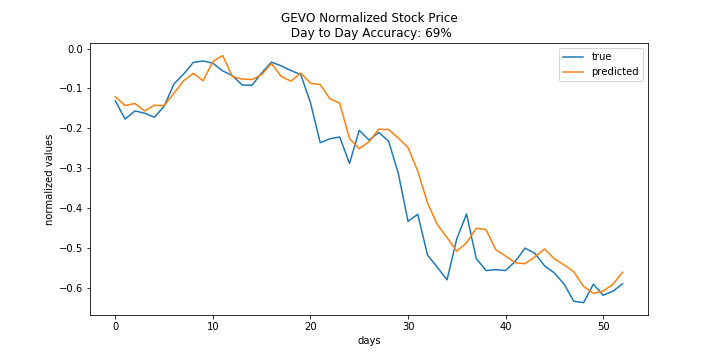 GEVO Normalized Stock Price
Day to Day Accuracy: 69%
true
predicted
normalized values
0.0
−0.1
−0.2
−0.3
−0.4
−0.5
−0.6
0 10 20 30 40 50
days